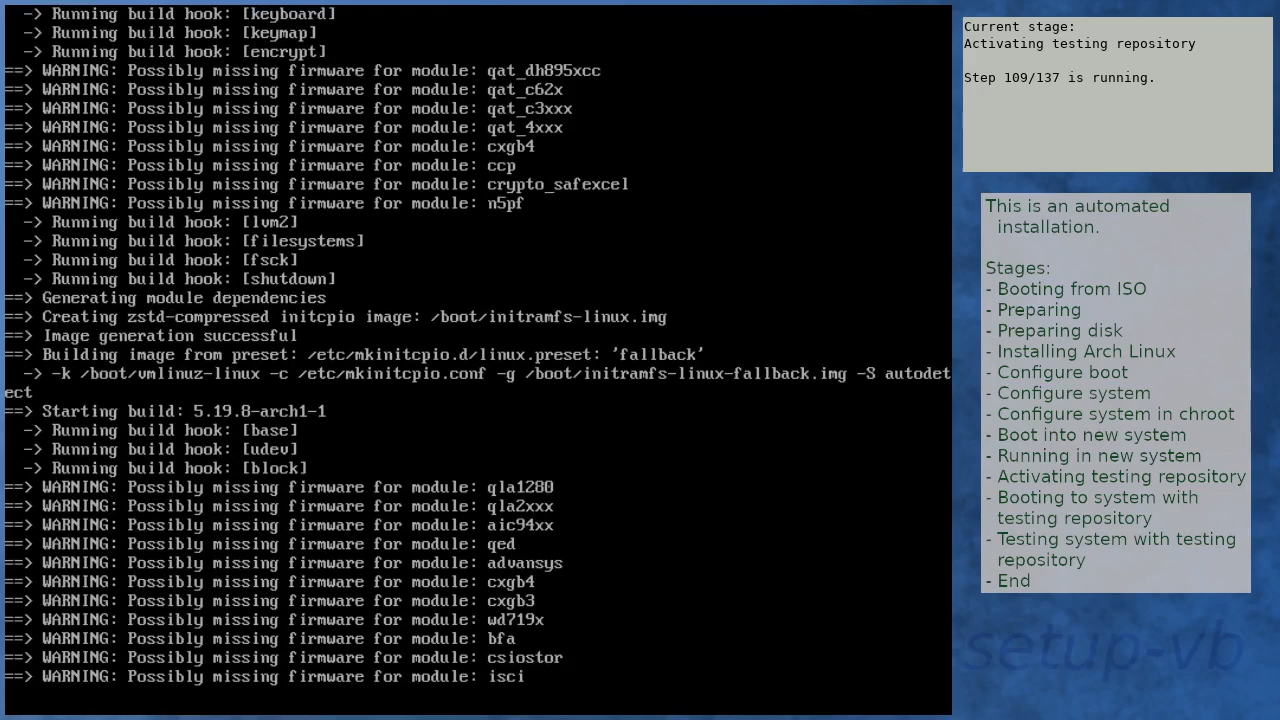 -> Running build hook: [keyboard]
-> Running build hook: [keymap]
-> Running build hook: [encrypt]
==> WARNING: Possibly missing firmware for module: qat_dh895xcc
==> WARNING: Possibly missing firmware for module: qat_c62x
==> WARNING: Possibly missing firmware for module: qat_c3xxx
==> WARNING: Possibly missing firmware for module: qat_4xxx
==> WARNING: Possibly missing firmware for module: cxgb4
==> WARNING: Possibly missing firmware for module: ccp
==> WARNING: Possibly missing firmware for module: crypto_safexcel
==> WARNING: Possibly missing firmware for module: n5pf
-> Running build hook: [lvm2]
-> Running build hook: [filesystems]
-> Running build hook: [fsck]
-> Running build hook: [shutdown]
==> Generating module dependencies
==> Creating zstd-compressed initcpio image: /boot/initramfs-linux.img
==> Image generation successful
==> Building image from preset: /etc/mkinitcpio.d/linux.preset: 'fallback'
-> -k /boot/vmlinuz-linux -c /etc/mkinitcpio.conf -g /boot/initramfs-linux-fallback.img -S autodet
ect
==> Starting build: 5.19.8-arch1-1
-> Running build hook: [base]
-> Running build hook: [udev]
-> Running build hook: [block]
==> WARNING: Possibly missing firmware for module: qla1280
==> WARNING: Possibly missing firmware for module: qla2xxx
==> WARNING: Possibly missing firmware for module: aic94xx
==> WARNING: Possibly missing firmware for module: qed
==> WARNING: Possibly missing firmware for module: advansys
==> WARNING: Possibly missing firmware for module: cxgb4
==> WARNING: Possibly missing firmware for module: cxgb3
==> WARNING: Possibly missing firmware for module: wd719x
==> WARNING: Possibly missing firmware for module: bfa
==> WARNING: Possibly missing firmware for module: csiostor
==> WARNING: Possibly missing firmware for module: isci
Current stage:
Activating testing repository
Step 109/137 is running.
This is an automated
installation.
Stages:
- Booting from ISO
- Preparing
- Preparing disk
- Installing Arch Linux
- Configure boot
- Configure system
- Configure system in chroot
- Boot into new system
- Running in new system
- Activating testing repository
- Booting to system with
testing repository
- Testing system with testing
repository
- End
setup-vb